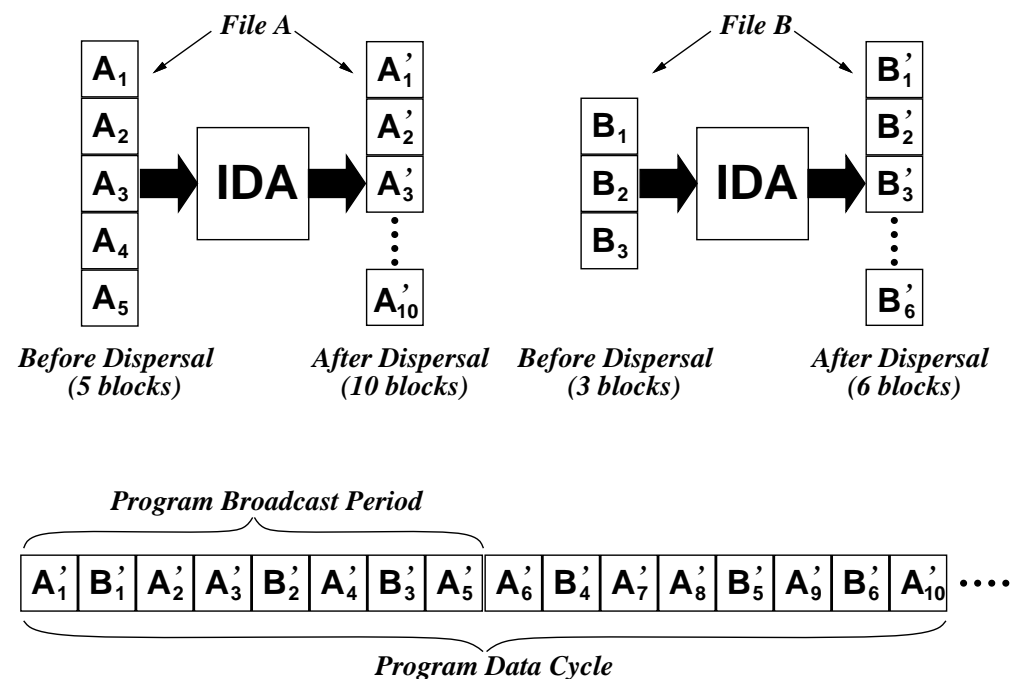 File A
File B
A1 A2 A3 A4 A5
IDA
A'1 A'2 A'3 A'10
B1 B2 B3
IDA
B'1 B'2 B'3 B'6
Before Dispersal
(5 blocks)
After Dispersal
(10 blocks)
Before Dispersal
(3 blocks)
After Dispersal
(6 blocks)
Program Broadcast Period
A'1 B'1 A'2 A'3 B'2 A'4 B'3 A'5 A'6 B'4 A'7 A'8 B'5 A'9 B'6 A'10 ....
Program Data Cycle